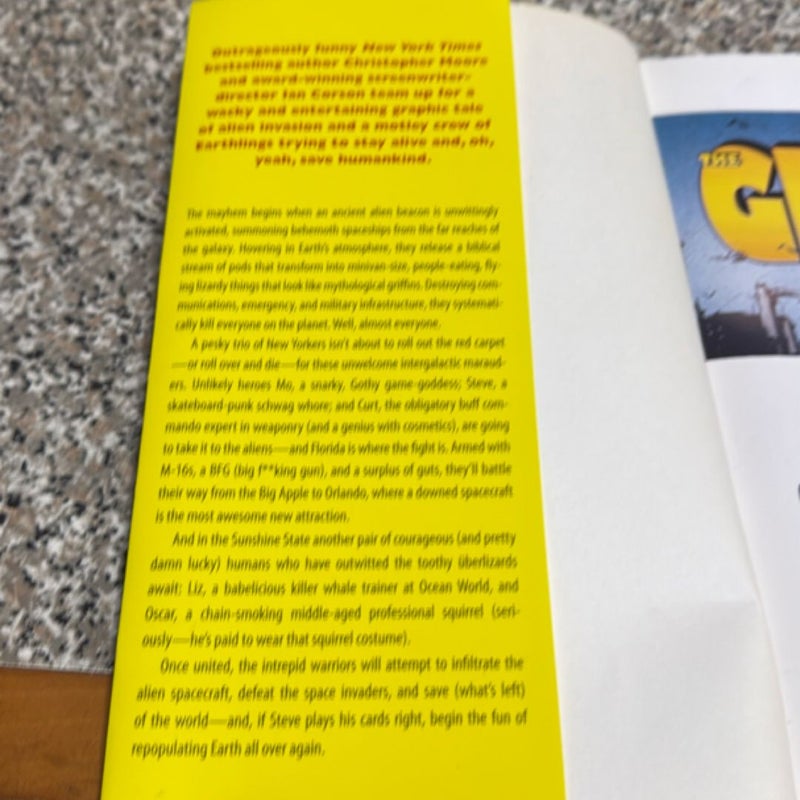 Outrageously funny New York Times
bestselling author Christopher Moore
and award-winning screenwriter-
director Ian Corson team up for a
wacky and entertaining graphic tale
of alien invasion and a motley crew of
Earthlings trying to stay alive and, oh,
yeah, save humankind.
The mayhem begins when an ancient alien beacon is unwittingly
activated, summoning behemoth spaceships from the far reaches of
the galaxy. Hovering in Earth's atmosphere, they release a biblical
stream of pods that transform into minivan-size, people-eating, fly-
ing lizardy things that look like mythological griffins. Destroying com-
munications, emergency, and military infrastructure, they systemati-
cally kill everyone on the planet. Well, almost everyone.
A pesky trio of New Yorkers isn't about to roll out the red carpet
—or roll over and die—for these unwelcome intergalactic maraud-
ers. Unlikely heroes Mo, a snarky, Gothy game-goddess; Steve, a
skateboard-punk schwag whore; and Curt, the obligatory buff com-
mando expert in weaponry (and a genius with cosmetics), are going
to take it to the aliens—and Florida is where the fight is. Armed with
M-16s, a BFG (big f**king gun), and a surplus of guts, they'll battle
their way from the Big Apple to Orlando, where a downed spacecraft
is the most awesome new attraction.
And in the Sunshine State another pair of courageous (and pretty
damn lucky) humans who have outwitted the toothy überlizards
await: Liz, a babelicious killer whale trainer at Ocean World, and
Oscar, a chain-smoking middle-aged professional squirrel (seri-
ously—he's paid to wear that squirrel costume).
Once united, the intrepid warriors will attempt to infiltrate the
alien spacecraft, defeat the space invaders, and save (what's left)
of the world—and, if Steve plays his cards right, begin the fun of
repopulating Earth all over again.
THE